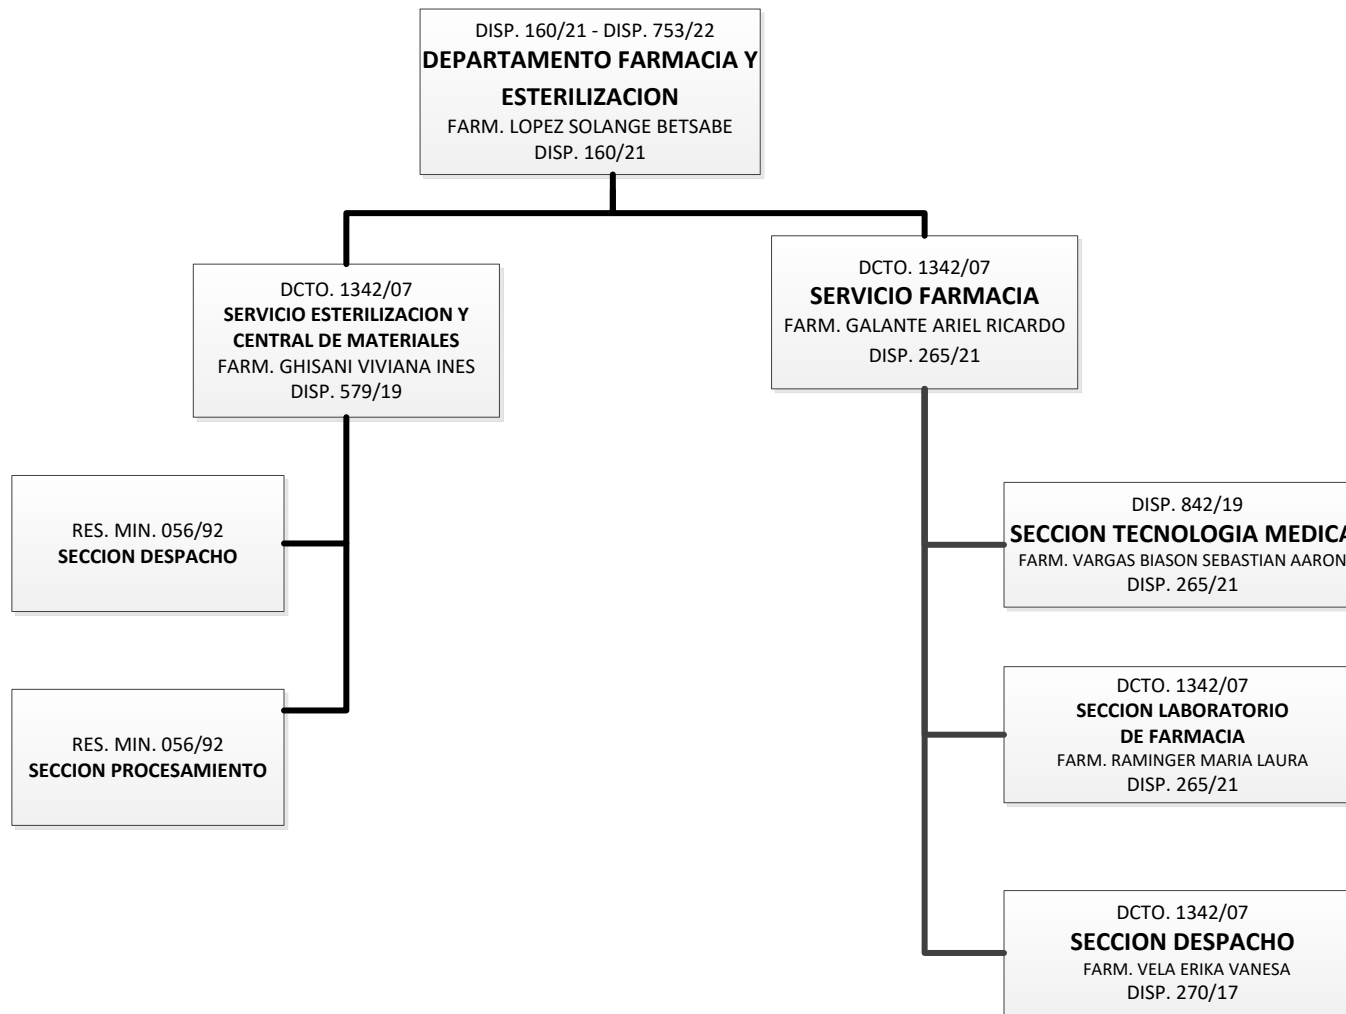 DISP. 160/21 - DISP. 753/22
DEPARTAMENTO FARMACIA Y
ESTERILIZACION
FARM. LOPEZ SOLANGE BETSABE
DISP. 160/21
DCTO. 1342/07
SERVICIO ESTERILIZACION Y
CENTRAL DE MATERIALES
FARM. GHISANI VIVIANA INES
DISP. 579/19
RES. MIN. 056/92
SECCION DESPACHO
RES. MIN. 056/92
SECCION PROCESAMIENTO
DCTO. 1342/07
SERVICIO FARMACIA
FARM. GALANTE ARIEL RICARDO
DISP. 265/21
DISP. 842/19
SECCION TECNOLOGIA MEDICA
FARM. VARGAS BIASON SEBASTIAN AARON
DISP. 265/21
DCTO. 1342/07
SECCION LABORATORIO
DE FARMACIA
FARM. RAMINGER MARIA LAURA
DISP. 265/21
DCTO. 1342/07
SECCION DESPACHO
FARM. VELA ERIKA VANESA
DISP. 270/17